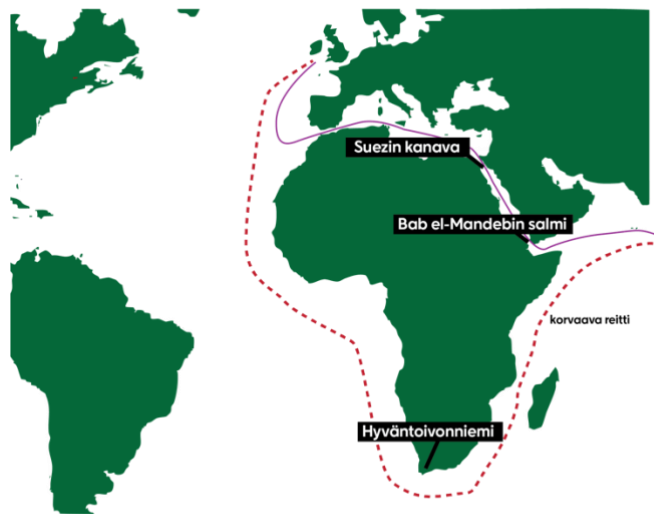 Suezin kanava
Bab el-Mandebin salmi
korvaava reitti
Hyväntoivonniemi